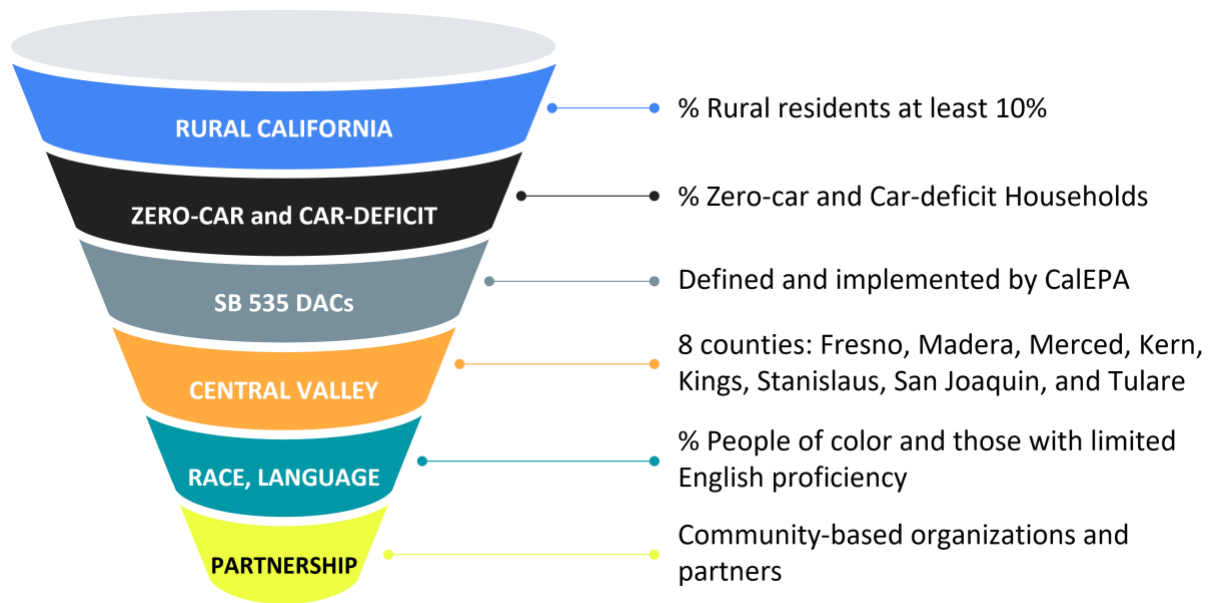 RURAL CALIFORNIA
% Rural residents at least 10%
ZERO-CAR and CAR-DEFICIT
% Zero-car and Car-deficit Households
SB 535 DACs
Defined and implemented by CalEPA
CENTRAL VALLEY
8 counties: Fresno, Madera, Merced, Kern,
Kings, Stanislaus, San Joaquin, and Tulare
RACE, LANGUAGE
% People of color and those with limited
English proficiency
PARTNERSHIP
Community-based organizations and
partners